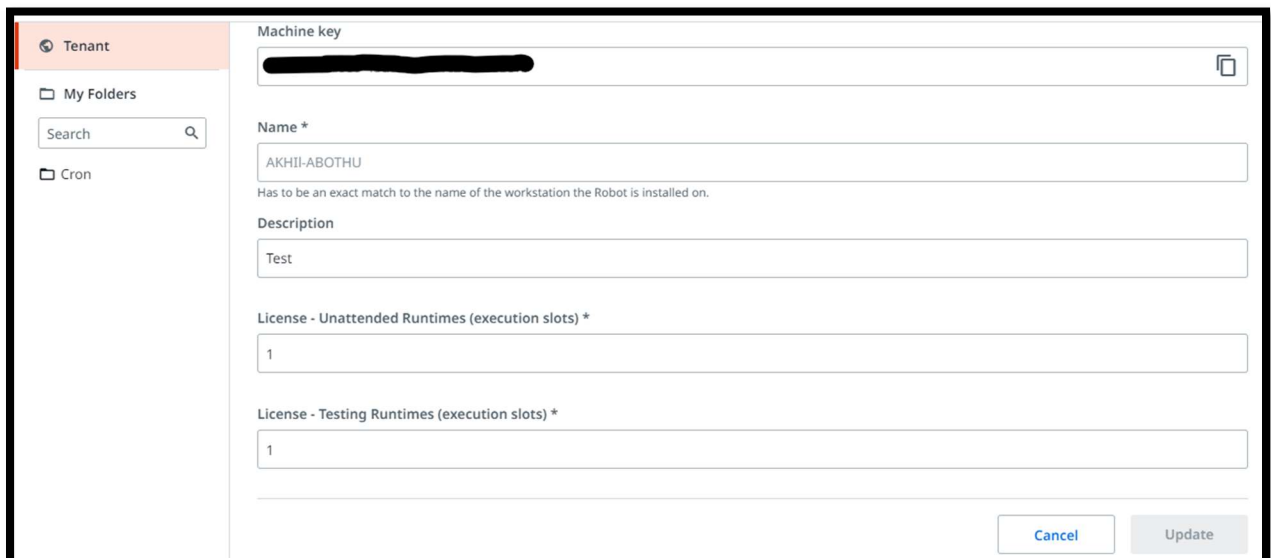 Tenant
My Folders
Search
Cron
Machine key
Name *
AKHIl-ABOTHU
Has to be an exact match to the name of the workstation the Robot is installed on.
Description
Test
License - Unattended Runtimes (execution slots) *
1
License - Testing Runtimes (execution slots) *
1
Cancel
Update